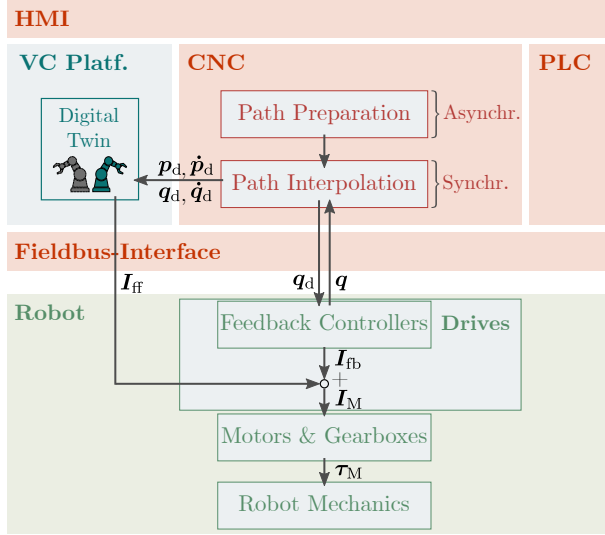 HMI
VC Platf.
CNC
PLC
Digital
Twin
Path Preparation
Asynchr.
p_d, ṗ_d
q_d, q̇_d
Path Interpolation
Synchr.
Fieldbus-Interface
I_ff
q_d
q
Robot
Feedback Controllers
Drives
I_fb
+
I_M
Motors & Gearboxes
τ_M
Robot Mechanics